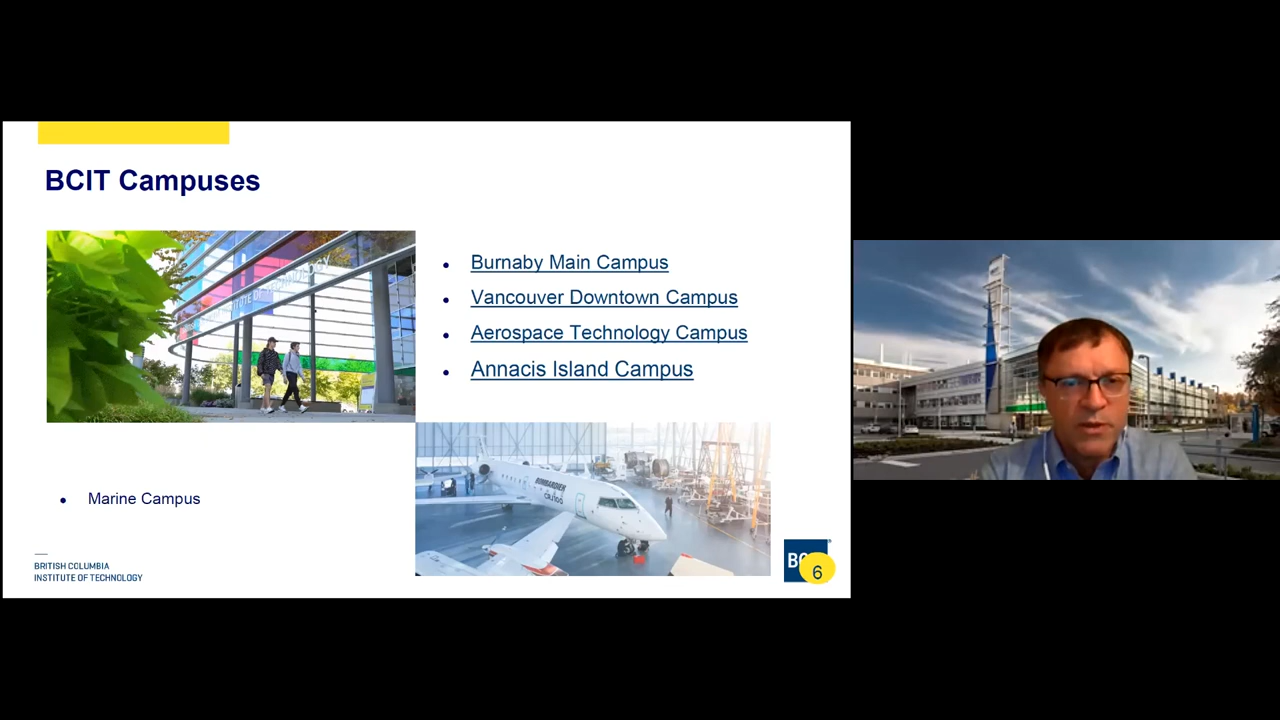 BCIT Campuses
Burnaby Main Campus
Vancouver Downtown Campus
Aerospace Technology Campus
Annacis Island Campus
Marine Campus
BOMBARDIER
BRITISH COLUMBIA
INSTITUTE OF TECHNOLOGY
6